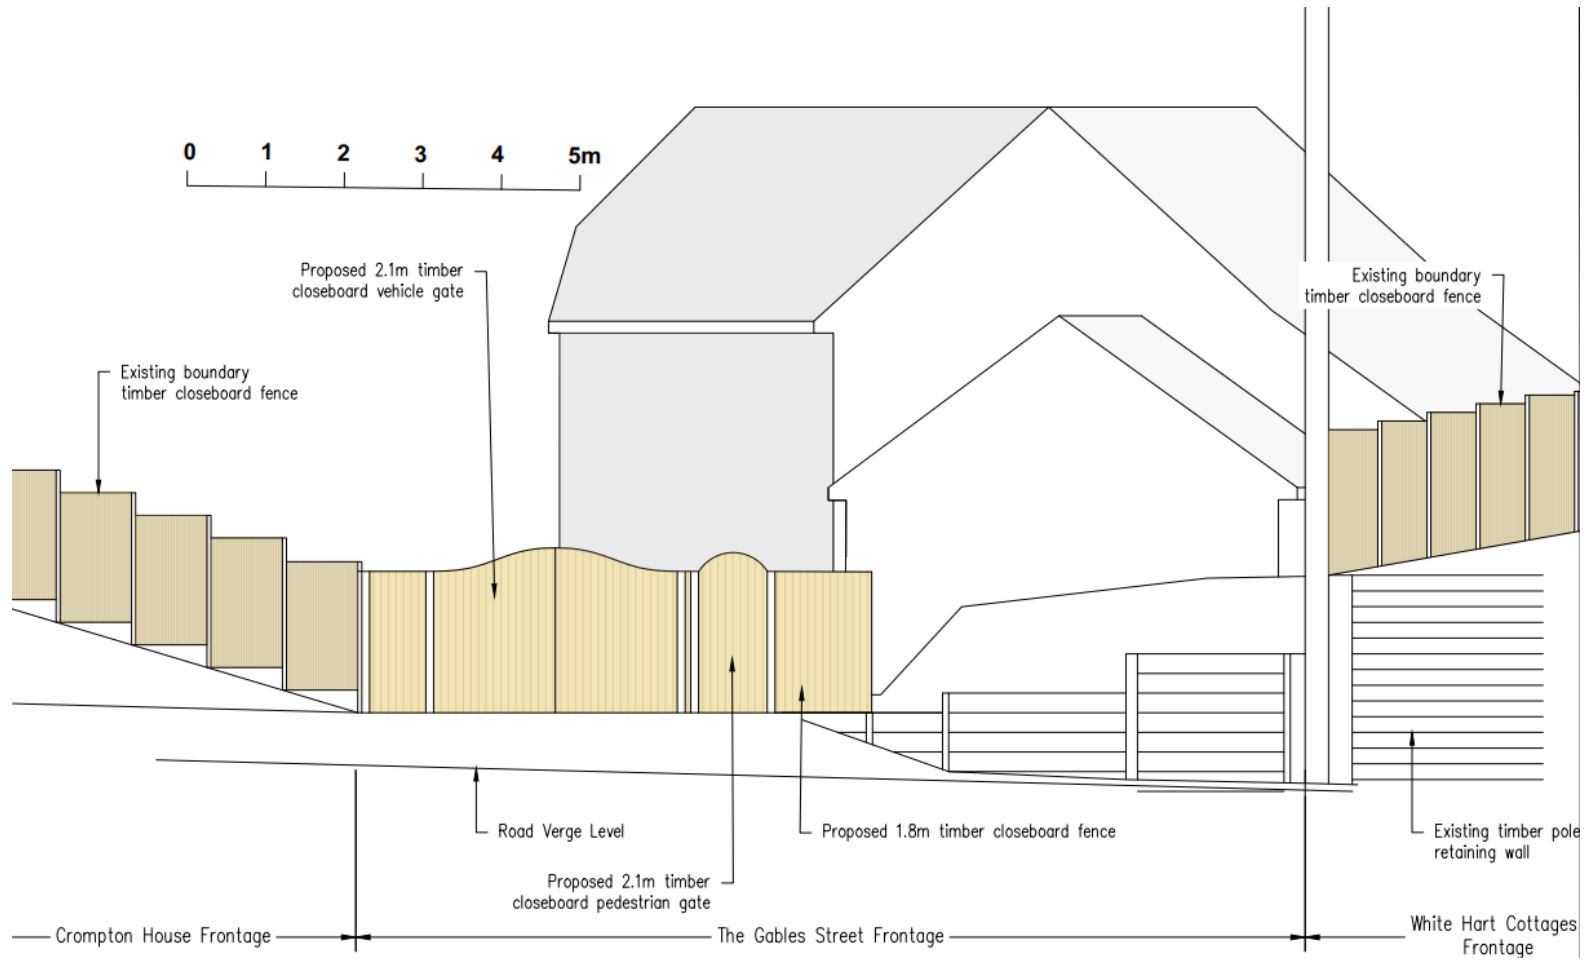 0 1 2 3 4 5m
Proposed 2.1m timber
closeboard vehicle gate
Existing boundary
timber closeboard fence
Existing boundary
timber closeboard fence
Road Verge Level
Proposed 1.8m timber closeboard fence
Existing timber pole
retaining wall
Proposed 2.1m timber
closeboard pedestrian gate
Crompton House Frontage
The Gables Street Frontage
White Hart Cottages
Frontage